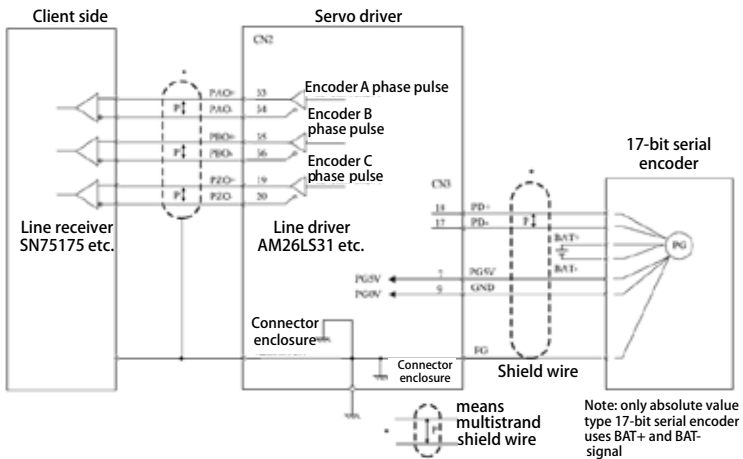 Client side
Servo driver
CN2
PAO+ 33
Encoder A phase pulse
PAO- 34
Encoder B
phase pulse
PBO+ 35
PBO- 36
Encoder C
phase pulse
PZO+ 19
PZO- 20
Line receiver
SN75175 etc.
Line driver
AM26LS31 etc.
P
P
P
17-bit serial
encoder
CN3
18 PD+
17 PD-
P
BAT+
BAT-
PG
PG5V 7 PG5V
PG0V 9 GND
Connector
enclosure
Connector
enclosure
FG
Shield wire
P
means
multistrand
shield wire
Note: only absolute value
type 17-bit serial encoder
uses BAT+ and BAT-
signal